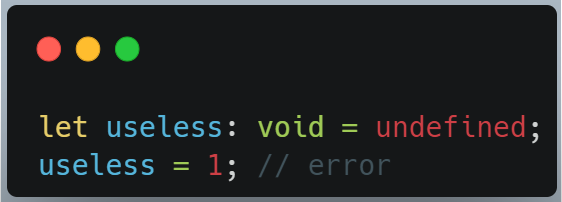 let useless: void = undefined;
useless = 1; // error